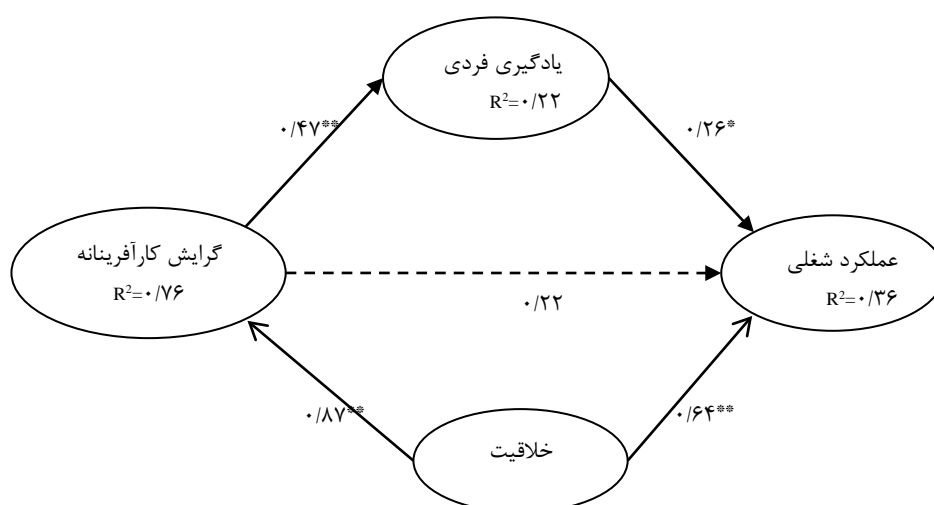 یادگیری فردی
R²=۰/۲۲
۰/۴۷**
۰/۲۶*
گرایش کارآفرینانه
R²=۰/۷۶
عملکرد شغلی
R²=۰/۳۶
۰/۲۲
۰/۸۷**
۰/۶۴**
خلاقیت